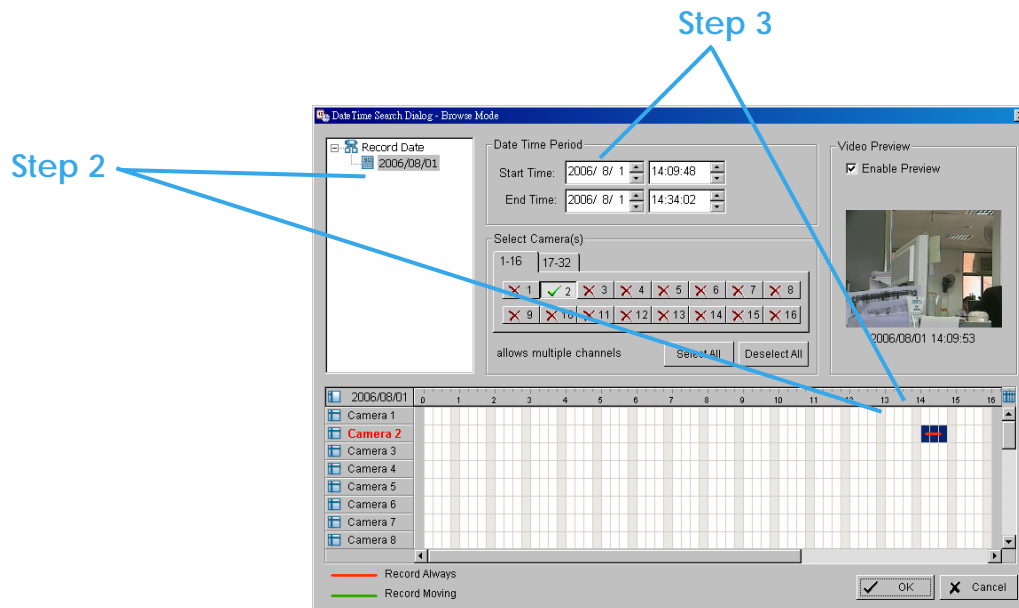 Step 3
Step 2
DateTime Search Dialog - Browse Mode
Record Date
2006/08/01
Date Time Period
Start Time: 2006/ 8/ 1 14:09:48
End Time: 2006/ 8/ 1 14:34:02
Select Camera(s)
1-16 17-32
1 2 3 4 5 6 7 8
9 10 11 12 13 14 15 16
allows multiple channels Select All Deselect All
Video Preview
Enable Preview
2006/08/01 14:09:53
2006/08/01 0 1 2 3 4 5 6 7 8 9 10 11 12 13 14 15 16
Camera 1
Camera 2
Camera 3
Camera 4
Camera 5
Camera 6
Camera 7
Camera 8
Record Always
Record Moving
OK Cancel